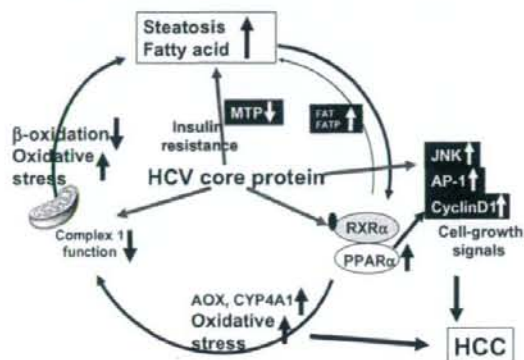 Steatosis
Fatty acid
MTP
FAT
FATP
Insulin
resistance
β-oxidation
Oxidative
stress
HCV core protein
JNK
AP-1
CyclinD1
Cell-growth
signals
Complex 1
function
RXRα
PPARα
AOX, CYP4A1
Oxidative
stress
HCC